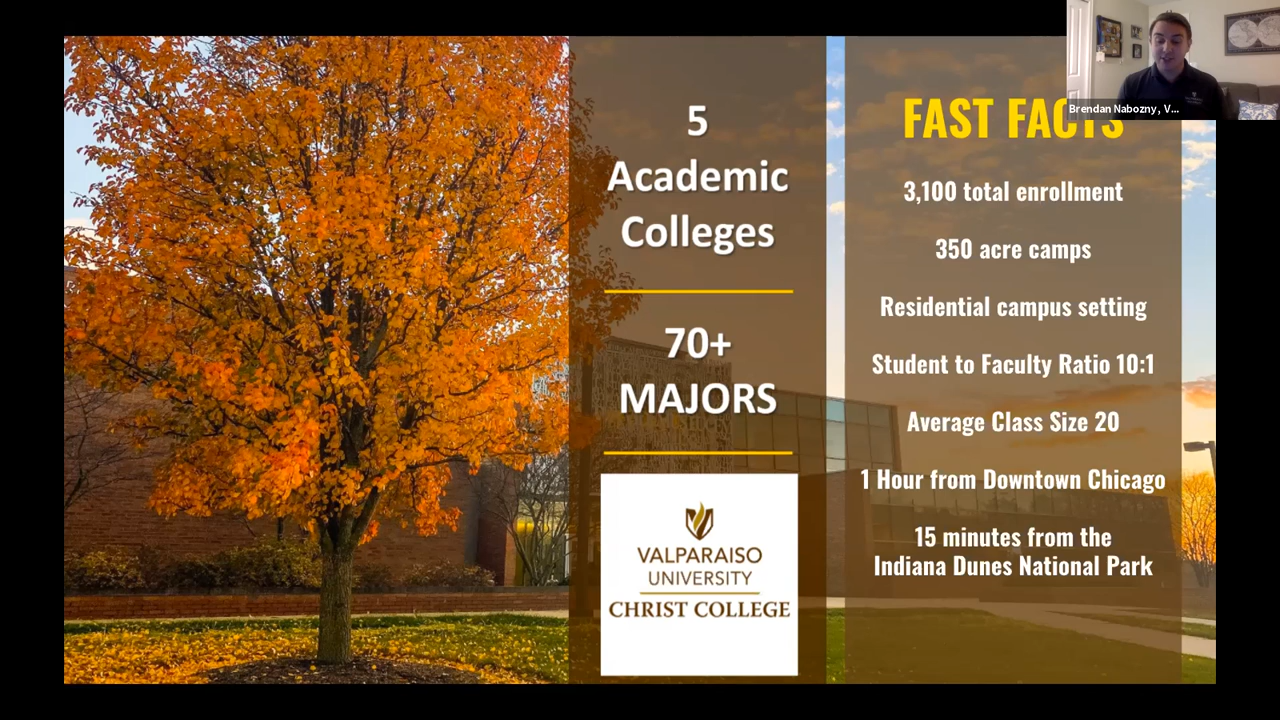 5
Academic
Colleges
70+
MAJORS
VALPARAISO
UNIVERSITY
CHRIST COLLEGE
FAST FACTS
3,100 total enrollment
350 acre camps
Residential campus setting
Student to Faculty Ratio 10:1
Average Class Size 20
1 Hour from Downtown Chicago
15 minutes from the
Indiana Dunes National Park
Brendan Nabozny, V...